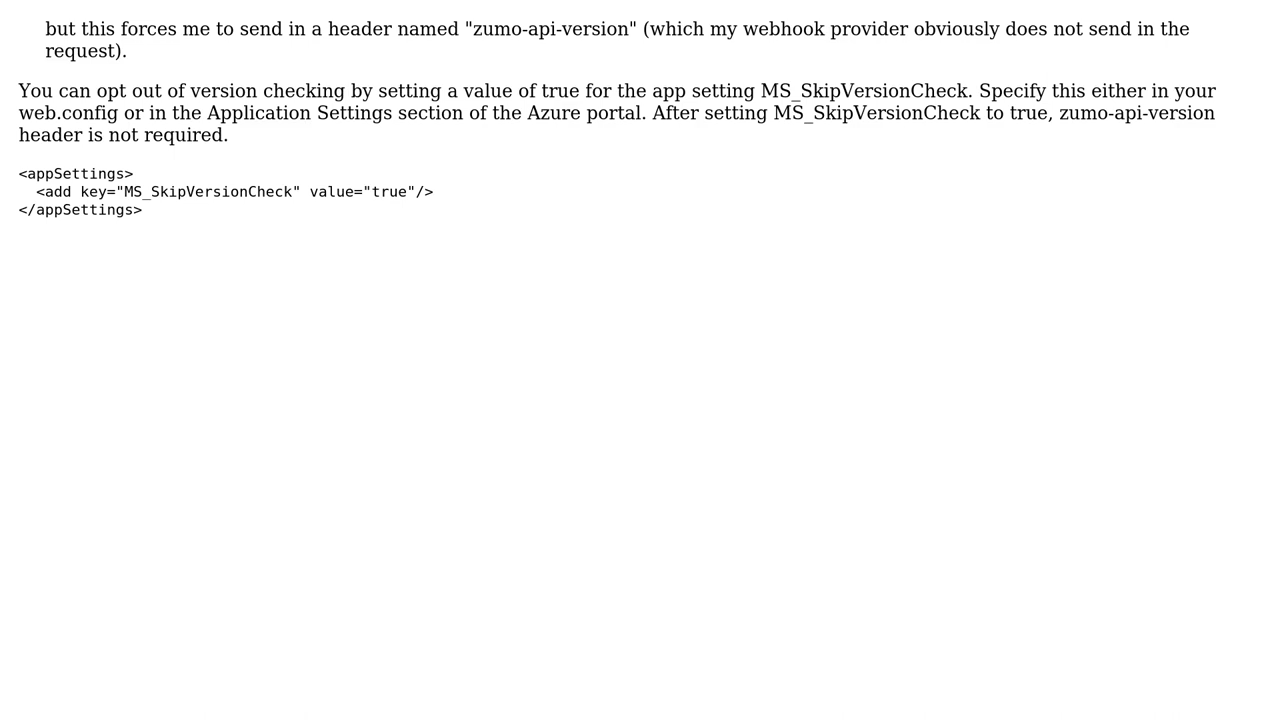 but this forces me to send in a header named "zumo-api-version" (which my webhook provider obviously does not send in the
request).
You can opt out of version checking by setting a value of true for the app setting MS_SkipVersionCheck. Specify this either in your
web.config or in the Application Settings section of the Azure portal. After setting MS_SkipVersionCheck to true, zumo-api-version
header is not required.
<appSettings>
  <add key="MS_SkipVersionCheck" value="true"/>
</appSettings>